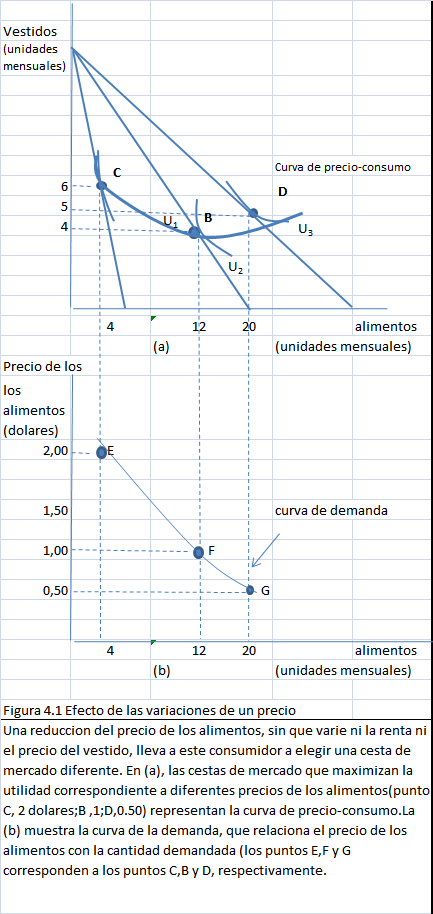 Vestidos
(unidades
mensuales)
C
Curva de precio-consumo
D
6
5
B
U1
4
U3
U2
4 12 20 alimentos
(a) (unidades mensuales)
Precio de los
los
alimentos
(dolares)
2,00 E
1,50 curva de demanda
1,00 F
0,50 G
4 12 20 alimentos
(b) (unidades mensuales)
Figura 4.1 Efecto de las variaciones de un precio
Una reduccion del precio de los alimentos, sin que varie ni la renta ni
el precio del vestido, lleva a este consumidor a elegir una cesta de
mercado diferente. En (a), las cestas de mercado que maximizan la
utilidad correspondiente a diferentes precios de los alimentos(punto
C, 2 dolares;B ,1;D,0.50) representan la curva de precio-consumo.La
(b) muestra la curva de la demanda, que relaciona el precio de los
alimentos con la cantidad demandada (los puntos E,F y G
corresponden a los puntos C,B y D, respectivamente.